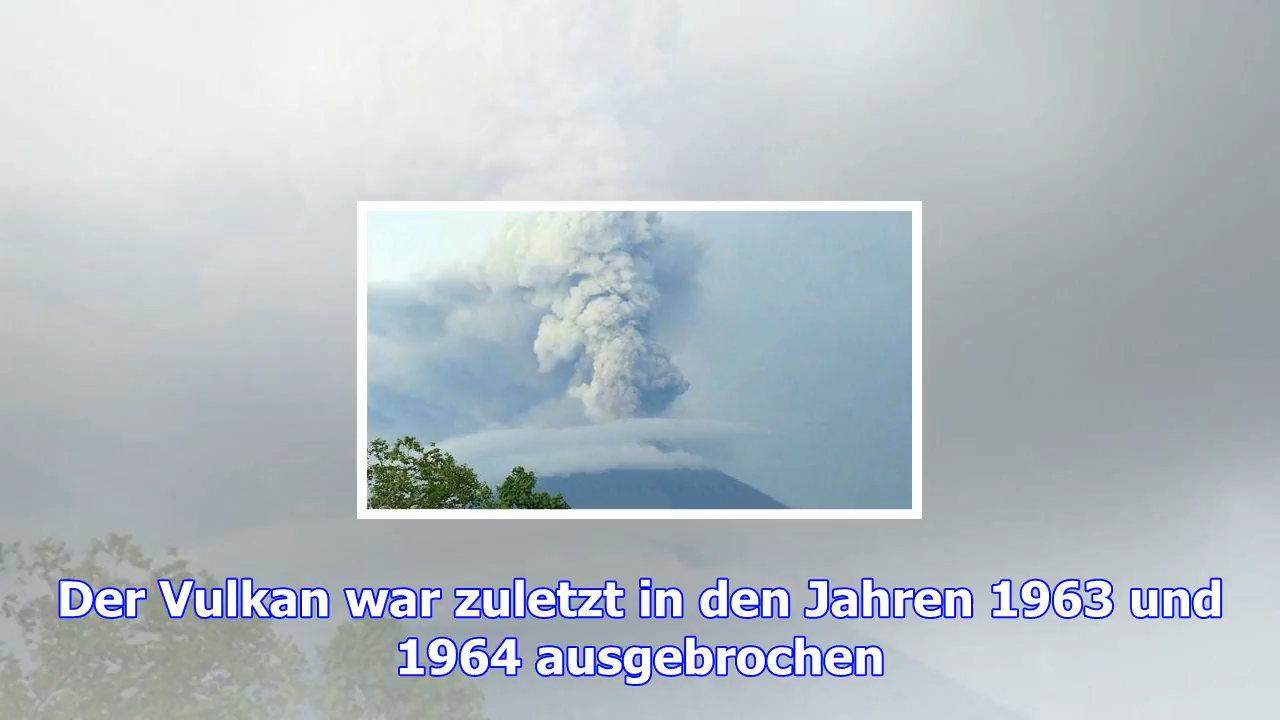 Der Vulkan war zuletzt in den Jahren 1963 und
1964 ausgebrochen